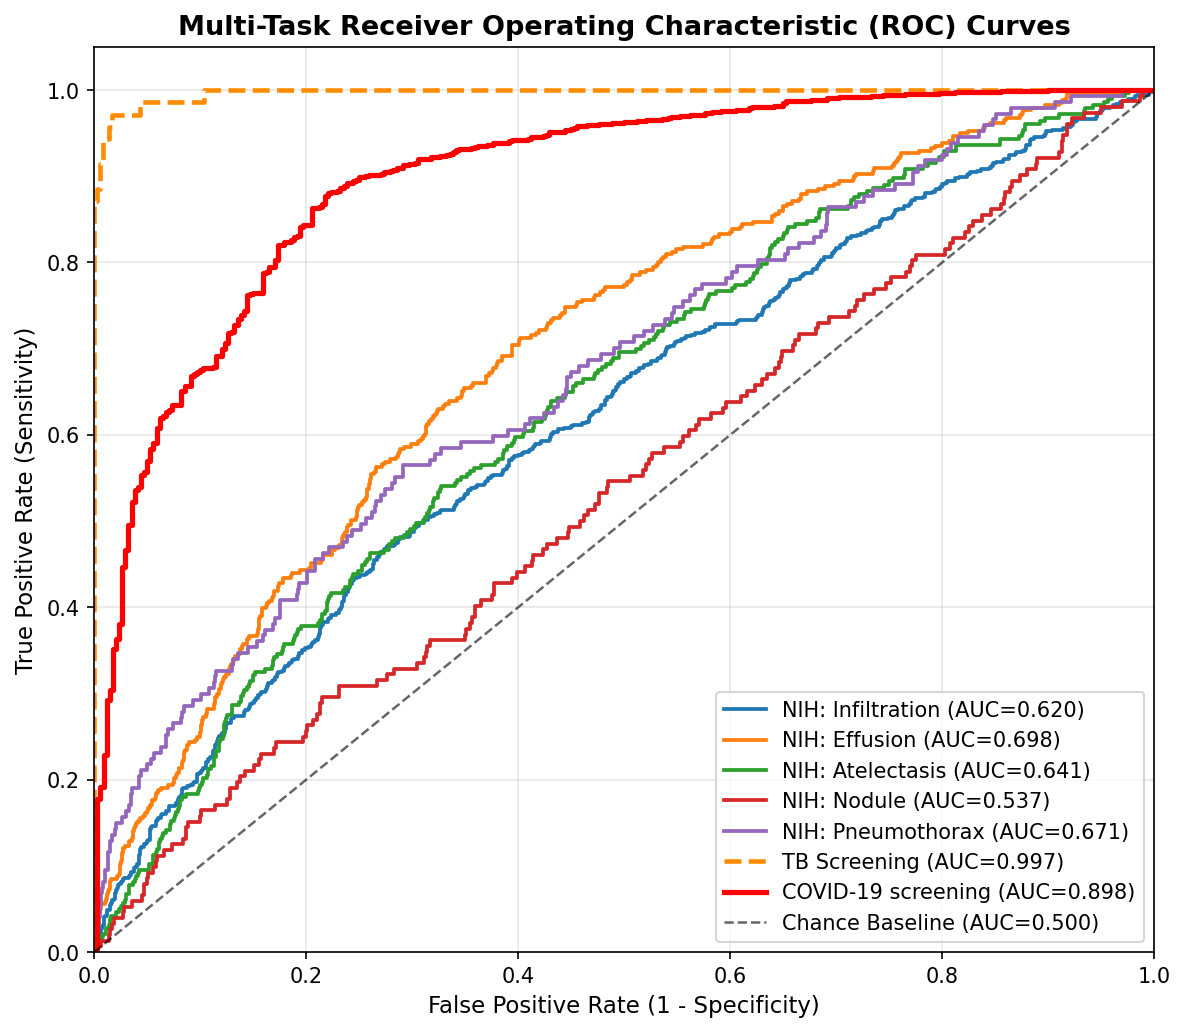 Multi-Task Receiver Operating Characteristic (ROC) Curves
True Positive Rate (Sensitivity)
1.0
0.8
0.6
0.4
0.2
0.0
0.0 0.2 0.4 0.6 0.8 1.0
False Positive Rate (1 - Specificity)
NIH: Infiltration (AUC=0.620)
NIH: Effusion (AUC=0.698)
NIH: Atelectasis (AUC=0.641)
NIH: Nodule (AUC=0.537)
NIH: Pneumothorax (AUC=0.671)
TB Screening (AUC=0.997)
COVID-19 screening (AUC=0.898)
Chance Baseline (AUC=0.500)